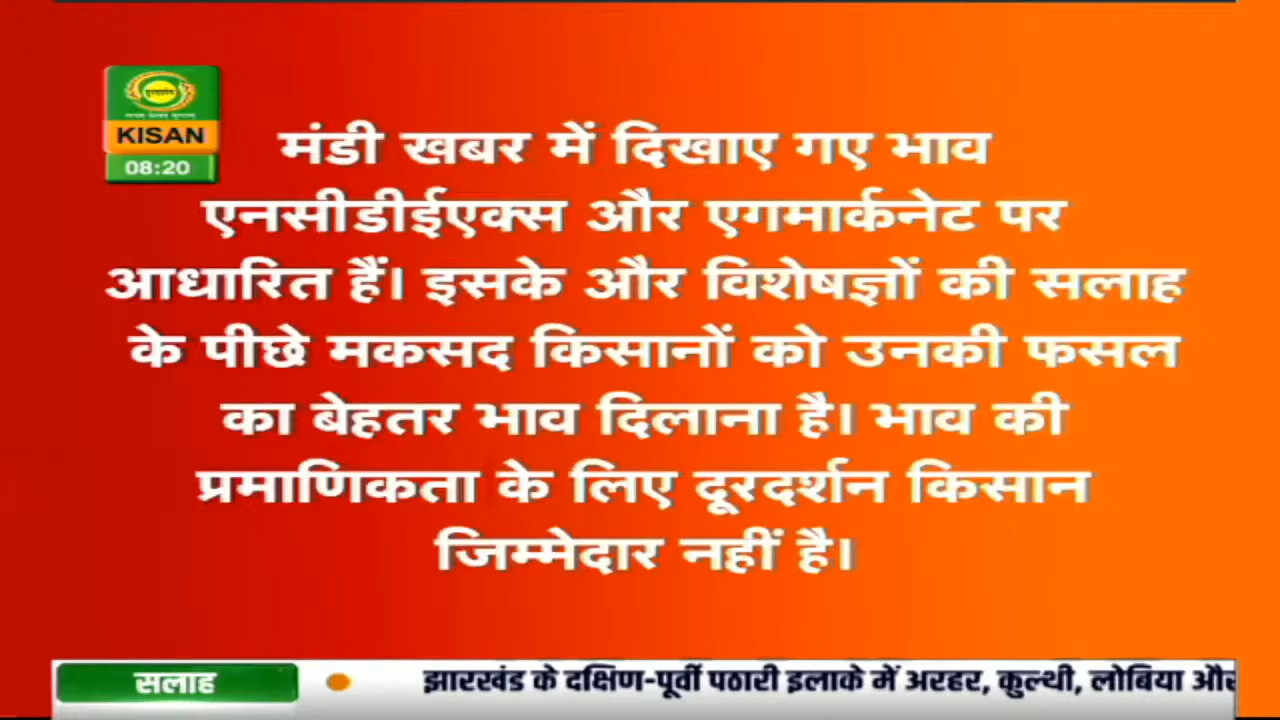 KISAN
08:20
मंडी खबर में दिखाए गए भाव
एनसीडीईएक्स और एगमार्कनेट पर
आधारित हैं। इसके और विशेषज्ञों की सलाह
के पीछे मकसद किसानों को उनकी फसल
का बेहतर भाव दिलाना है। भाव की
प्रमाणिकता के लिए दूरदर्शन किसान
जिम्मेदार नहीं है।
सलाह
झारखंड के दक्षिण-पूर्वी पठारी इलाके में अरहर, कुल्थी, लोबिया और